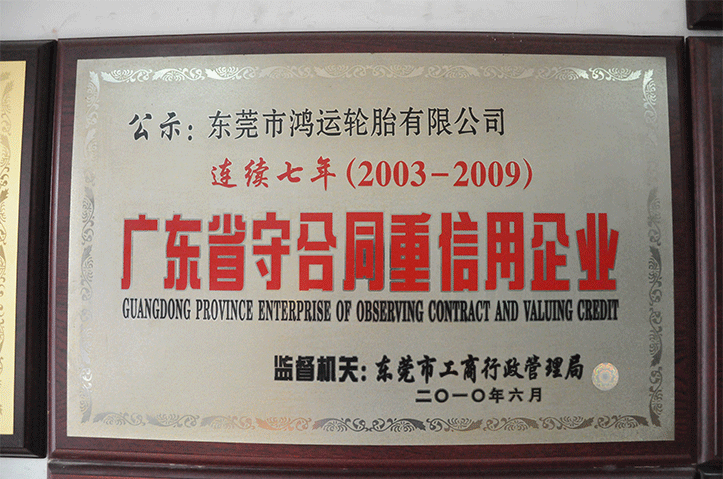 公示：东莞市鸿运轮胎有限公司
连续七年(2003-2009)
广东省守合同重信用企业
GUANGDONG PROVINCE ENTERPRISE OF OBSERVING CONTRACT AND VALUING CREDIT
监督机关：东莞市工商行政管理局
二〇一〇年六月